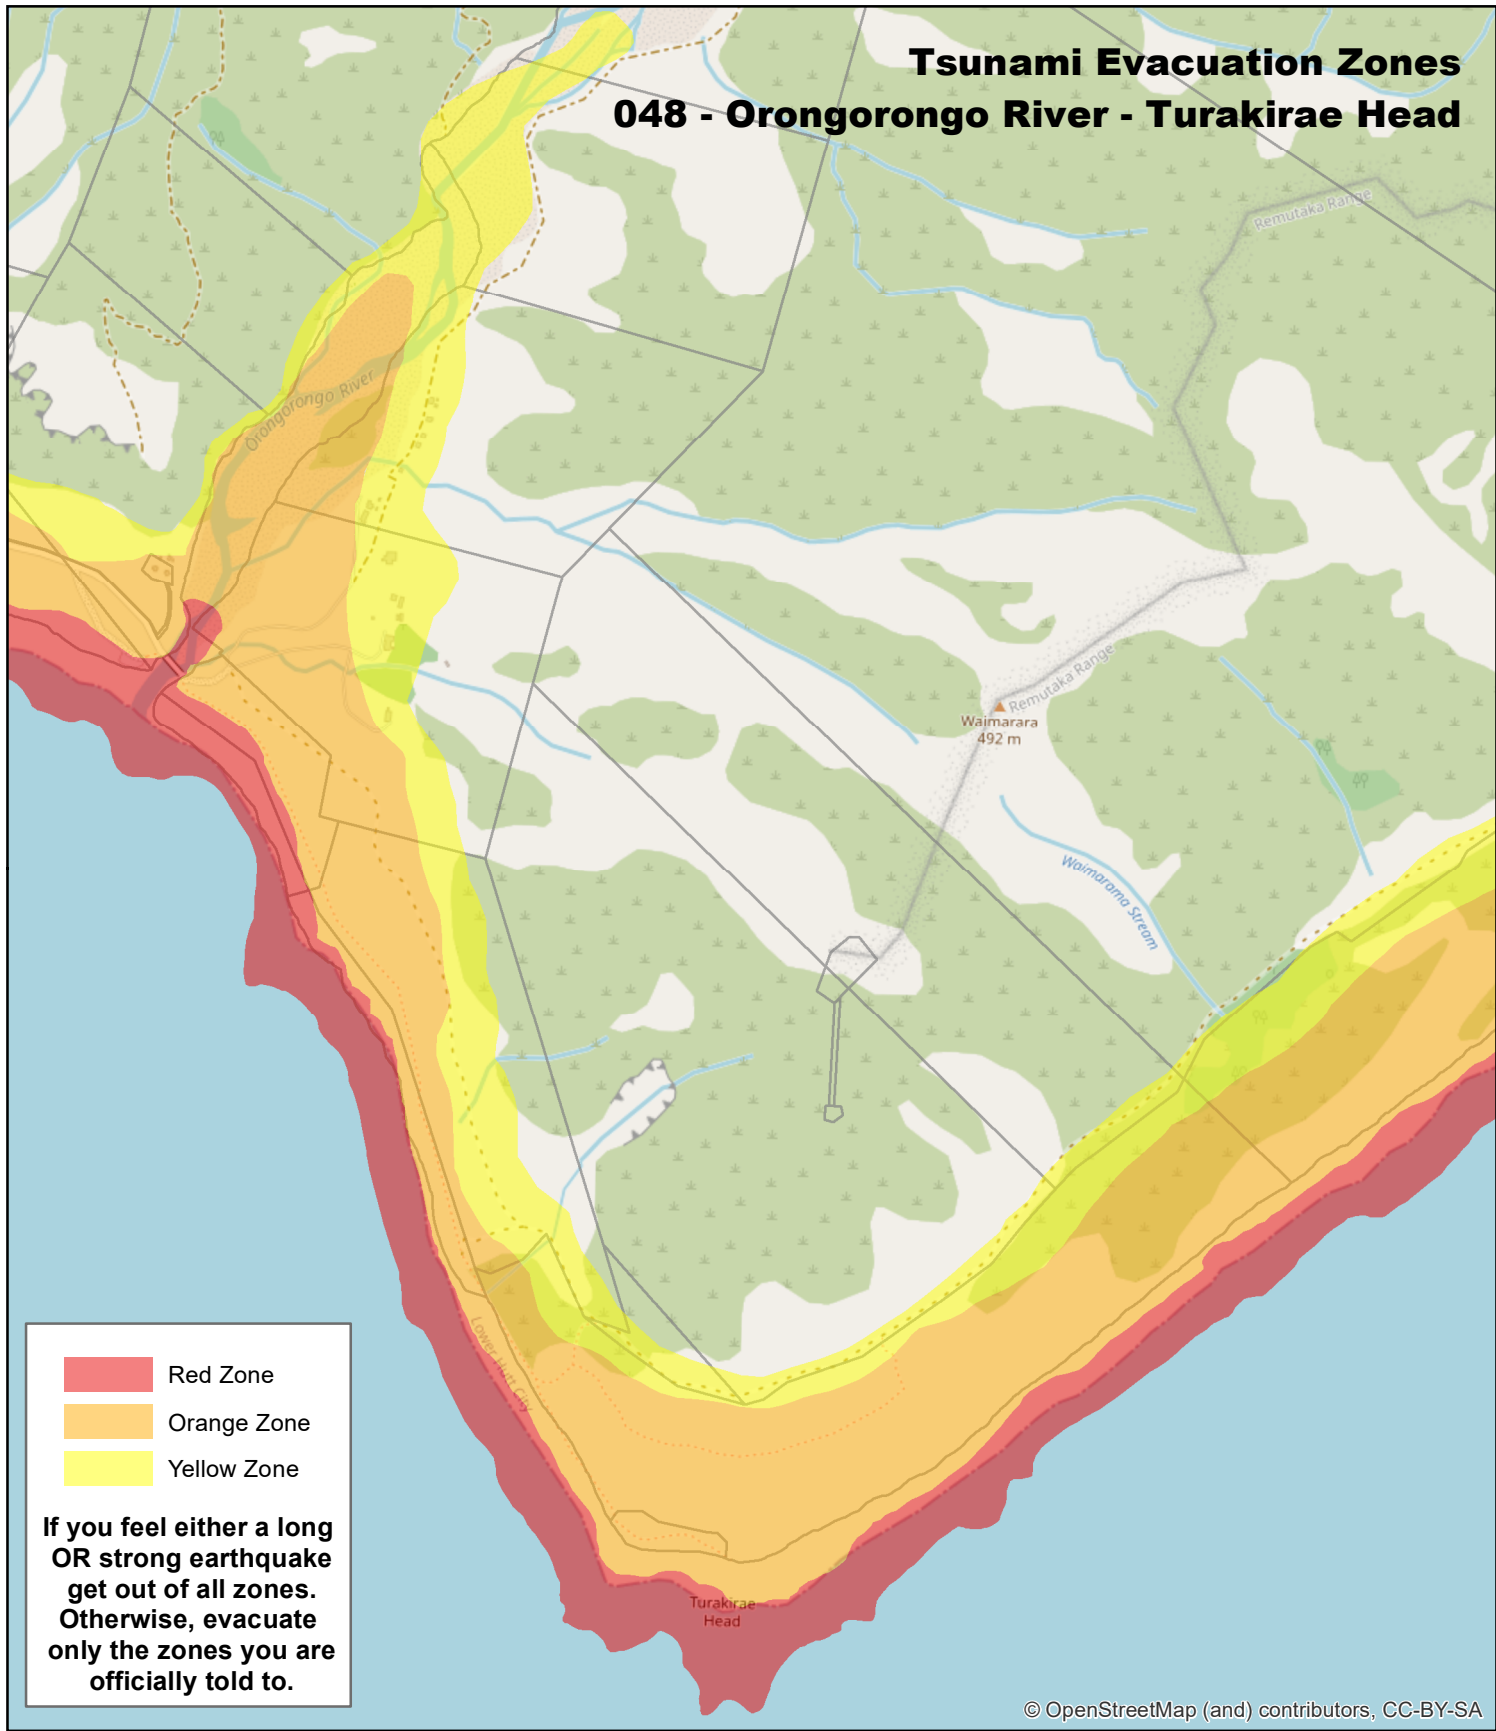 Tsunami Evacuation Zones
048 - Orongorongo River - Turakirae Head
Remutaka Range
Orongorongo River
Remutaka Range
Waimarara
492 m
Waimarama Stream
Lower Hutt City
Red Zone
Orange Zone
Yellow Zone
If you feel either a long
OR strong earthquake
get out of all zones.
Otherwise, evacuate
only the zones you are
officially told to.
Turakirae
Head
© OpenStreetMap (and) contributors, CC-BY-SA